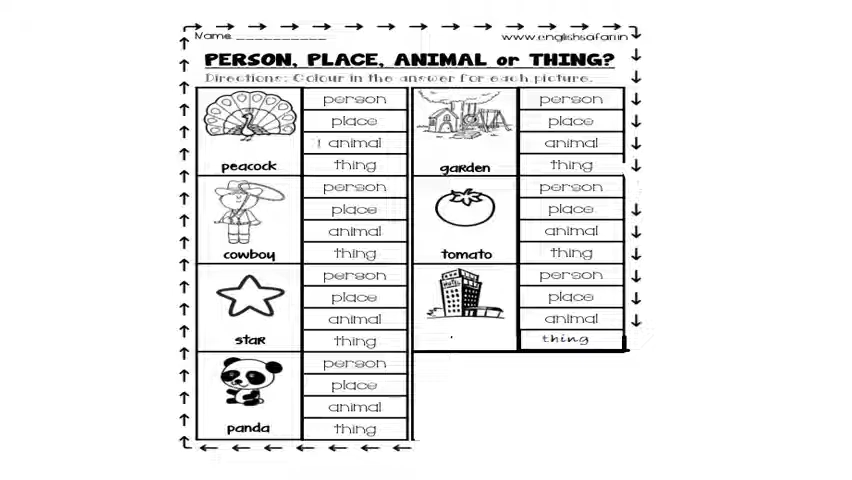 Name ___________
www.englishsafari.in
PERSON, PLACE, ANIMAL or THING?
Directions: Colour in the answer for each picture.
peacock
person
place
animal
thing
garden
person
place
animal
thing
cowboy
person
place
animal
thing
tomato
person
place
animal
thing
star
person
place
animal
thing
HOTEL
person
place
animal
thing
panda
person
place
animal
thing